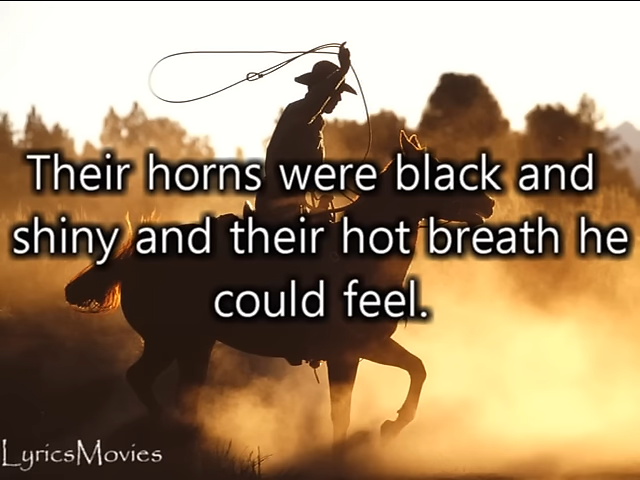 Their horns were black and
shiny and their hot breath he
could feel.
LyricsMovies